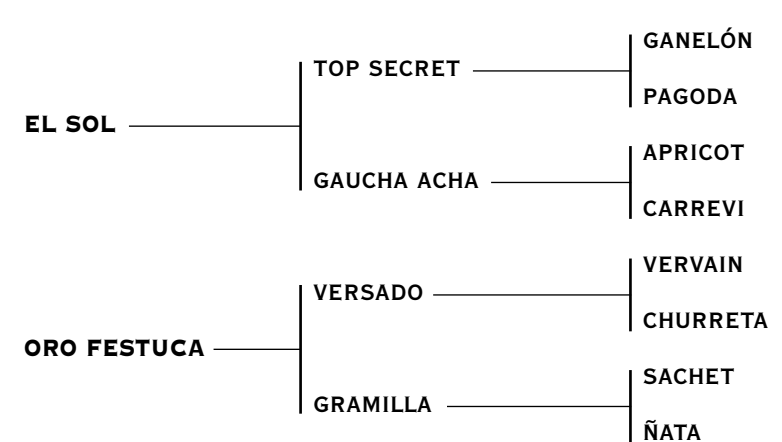 GANELÓN
TOP SECRET
PAGODA
EL SOL
APRICOT
GAUCHA ACHA
CARREVI
VERVAIN
VERSADO
CHURRETA
ORO FESTUCA
SACHET
GRAMILLA
ÑATA